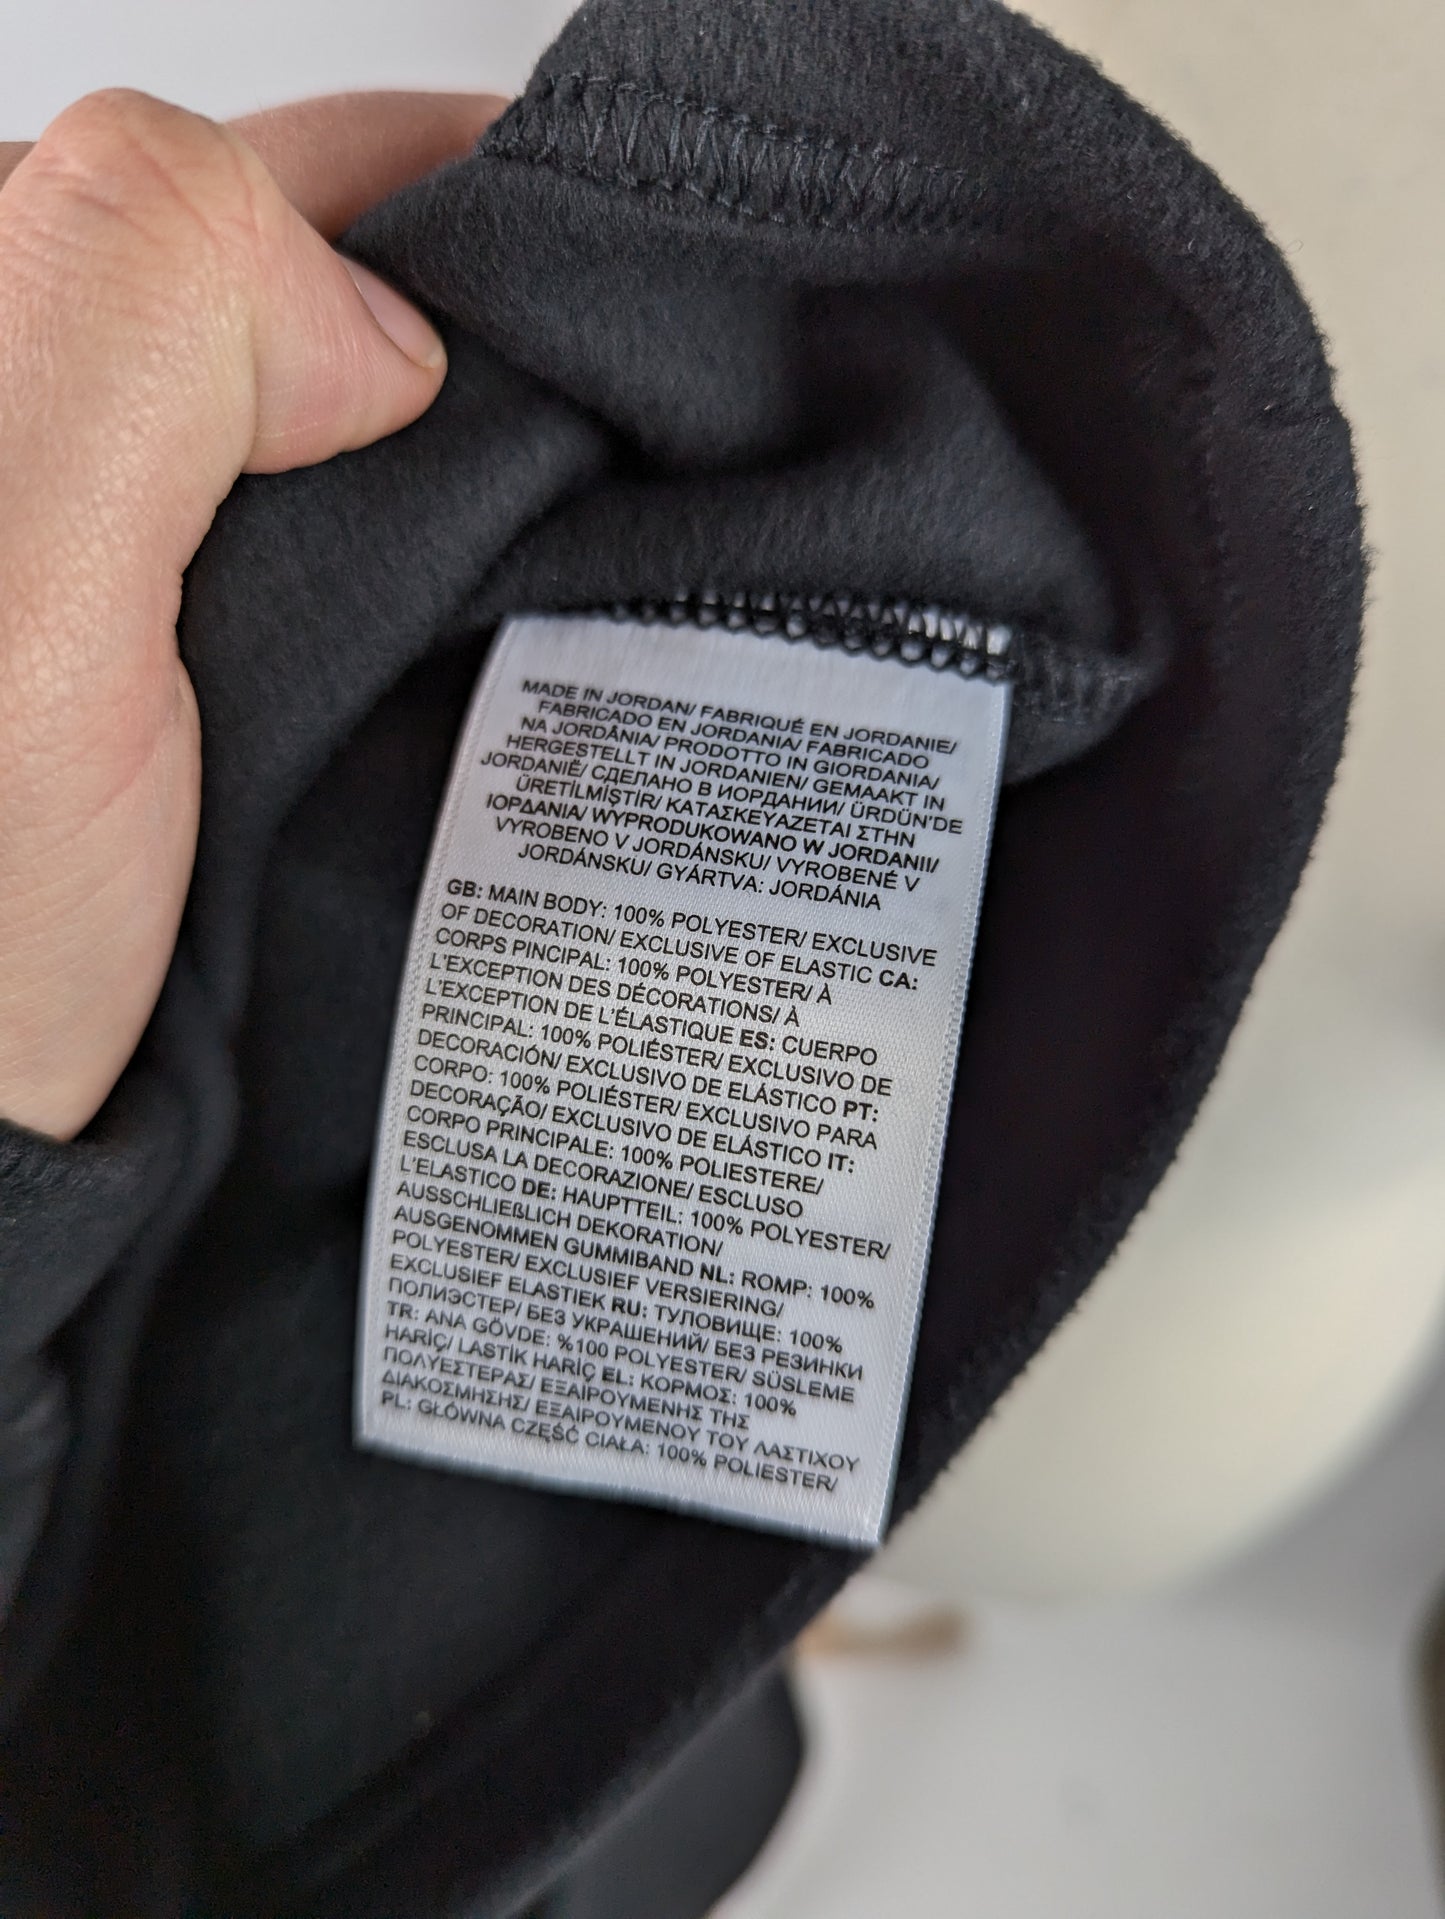 MADE IN JORDAN/ FABRIQUÉ EN JORDANIE/
FABRICADO EN JORDANIA/ FABRICADO
NA JORDÂNIA/ PRODOTTO IN GIORDANIA/
HERGESTELLT IN JORDANIEN/ GEMAAKT IN
JORDANIË/ СДЕЛАНО В ИОРДАНИИ/ ÜRDÜN'DE
ÜRETİLMİŞTİR/ ΚΑΤΑΣΚΕΥΑΖΕΤΑΙ ΣΤΗΝ
ΙΟΡΔΑΝΙΑ/ WYPRODUKOWANO W JORDANII/
VYROBENO V JORDÁNSKU/ VYROBENÉ V
JORDÁNSKU/ GYÁRTVA: JORDÁNIA
GB: MAIN BODY: 100% POLYESTER/ EXCLUSIVE
OF DECORATION/ EXCLUSIVE OF ELASTIC CA:
CORPS PINCIPAL: 100% POLYESTER/ À
L'EXCEPTION DES DÉCORATIONS/ À
L'EXCEPTION DE L'ÉLASTIQUE ES: CUERPO
PRINCIPAL: 100% POLIÉSTER/ EXCLUSIVO DE
DECORACIÓN/ EXCLUSIVO DE ELÁSTICO PT:
CORPO: 100% POLIÉSTER/ EXCLUSIVO PARA
DECORAÇÃO/ EXCLUSIVO DE ELÁSTICO IT:
CORPO PRINCIPALE: 100% POLIESTERE/
ESCLUSA LA DECORAZIONE/ ESCLUSO
L'ELASTICO DE: HAUPTTEIL: 100% POLYESTER/
AUSSCHLIEßLICH DEKORATION/
AUSGENOMMEN GUMMIBAND NL: ROMP: 100%
POLYESTER/ EXCLUSIEF VERSIERING/
EXCLUSIEF ELASTIEK RU: ТУЛОВИЩЕ: 100%
ПОЛИЭСТЕР/ БЕЗ УКРАШЕНИЙ/ БЕЗ РЕЗИНКИ
TR: ANA GÖVDE: %100 POLYESTER/ SÜSLEME
HARİÇ/ LASTİK HARİÇ EL: ΚΟΡΜΟΣ: 100%
ΠΟΛΥΕΣΤΕΡΑΣ/ ΕΞΑΙΡΟΥΜΕΝΗΣ ΤΗΣ
ΔΙΑΚΟΣΜΗΣΗΣ/ ΕΞΑΙΡΟΥΜΕΝΟΥ ΤΟΥ ΛΑΣΤΙΧΟΥ
PL: GŁÓWNA CZĘŚĆ CIAŁA: 100% POLIESTER/